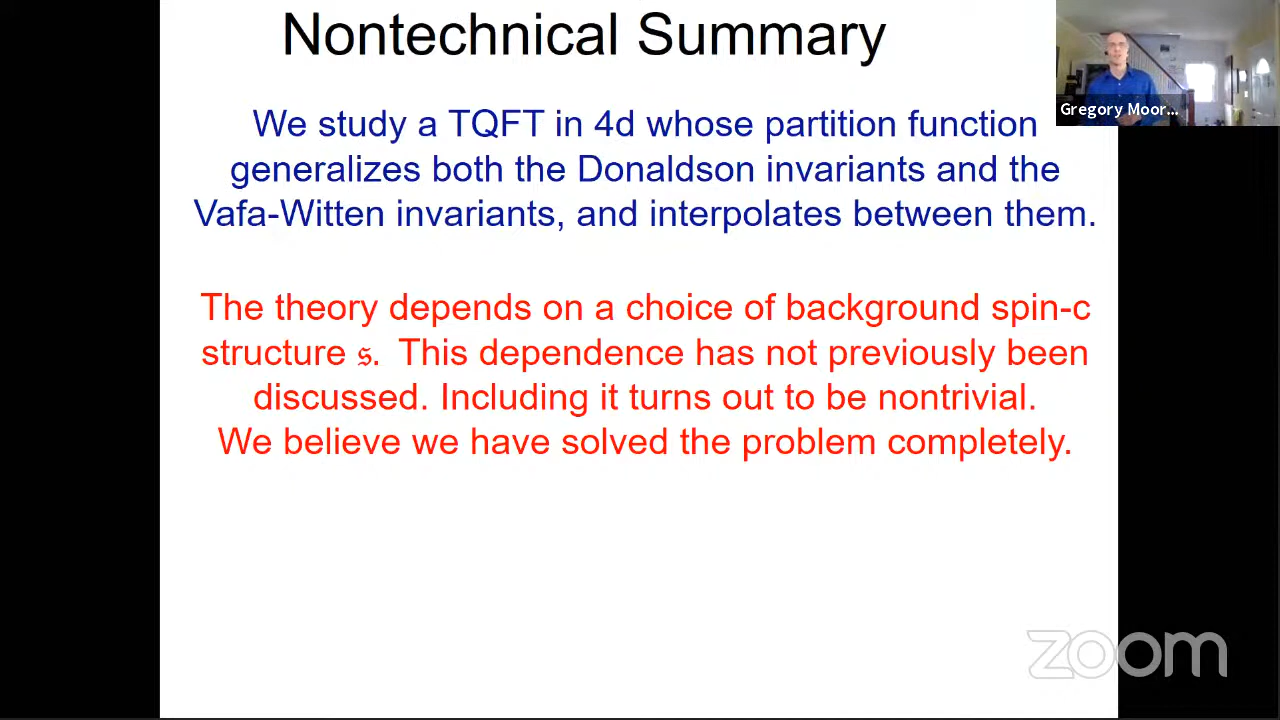 Nontechnical Summary
Gregory Moor...
We study a TQFT in 4d whose partition function
generalizes both the Donaldson invariants and the
Vafa-Witten invariants, and interpolates between them.
The theory depends on a choice of background spin-c
structure 𝔰. This dependence has not previously been
discussed. Including it turns out to be nontrivial.
We believe we have solved the problem completely.
zoom